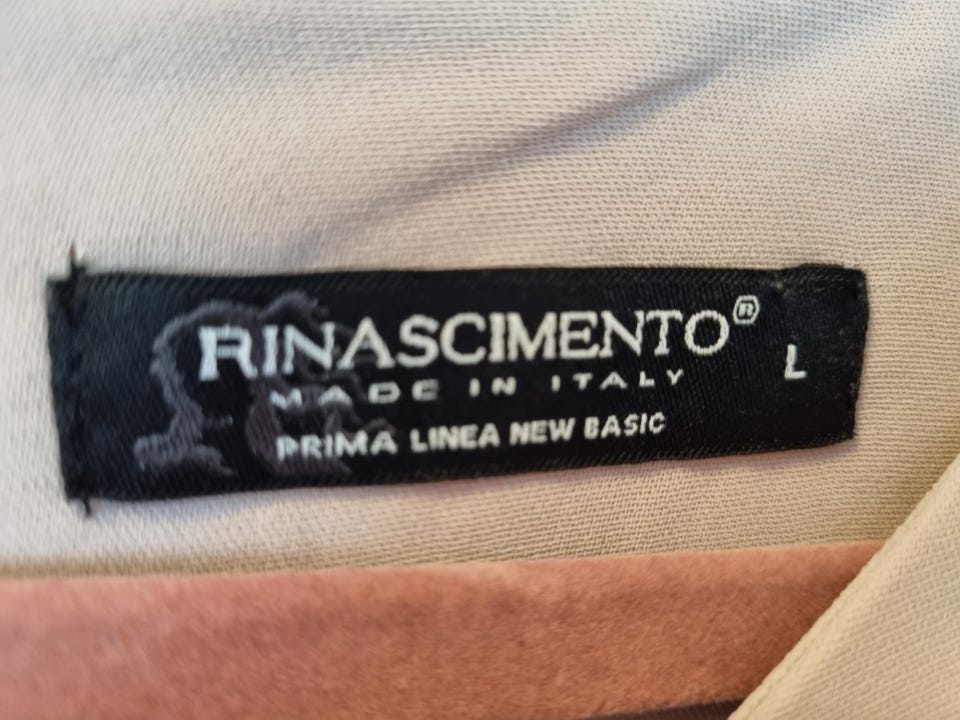 RINASCIMENTO®
MADE IN ITALY
L
PRIMA LINEA NEW BASIC